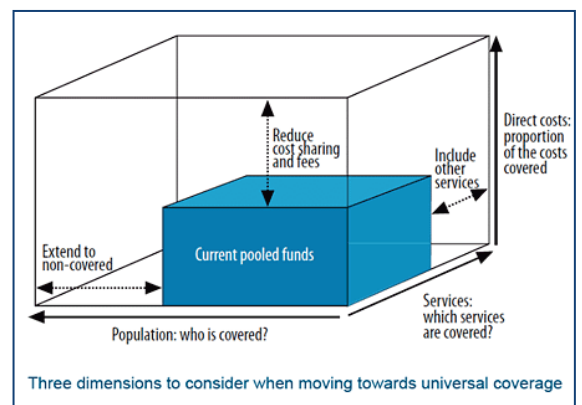 Reduce
cost sharing
and fees
Direct costs:
proportion
of the costs
covered
Include
other
services
Extend to
non-covered
Current pooled funds
Services:
which services
are covered?
Population: who is covered?
Three dimensions to consider when moving towards universal coverage